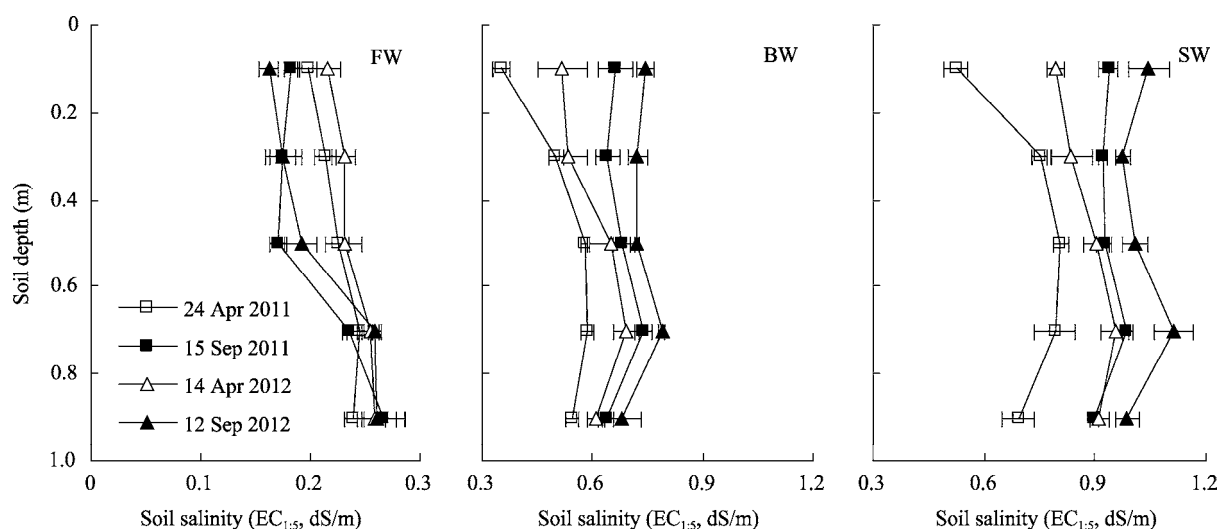 FW
BW
SW
Soil depth (m)
0
0.2
0.4
0.6
0.8
1.0
24 Apr 2011
15 Sep 2011
14 Apr 2012
12 Sep 2012
0 0.1 0.2 0.3
0.3 0.6 0.9 1.2
0.3 0.6 0.9 1.2
Soil salinity (EC1:5, dS/m)
Soil salinity (EC1:5, dS/m)
Soil salinity (EC1:5, dS/m)